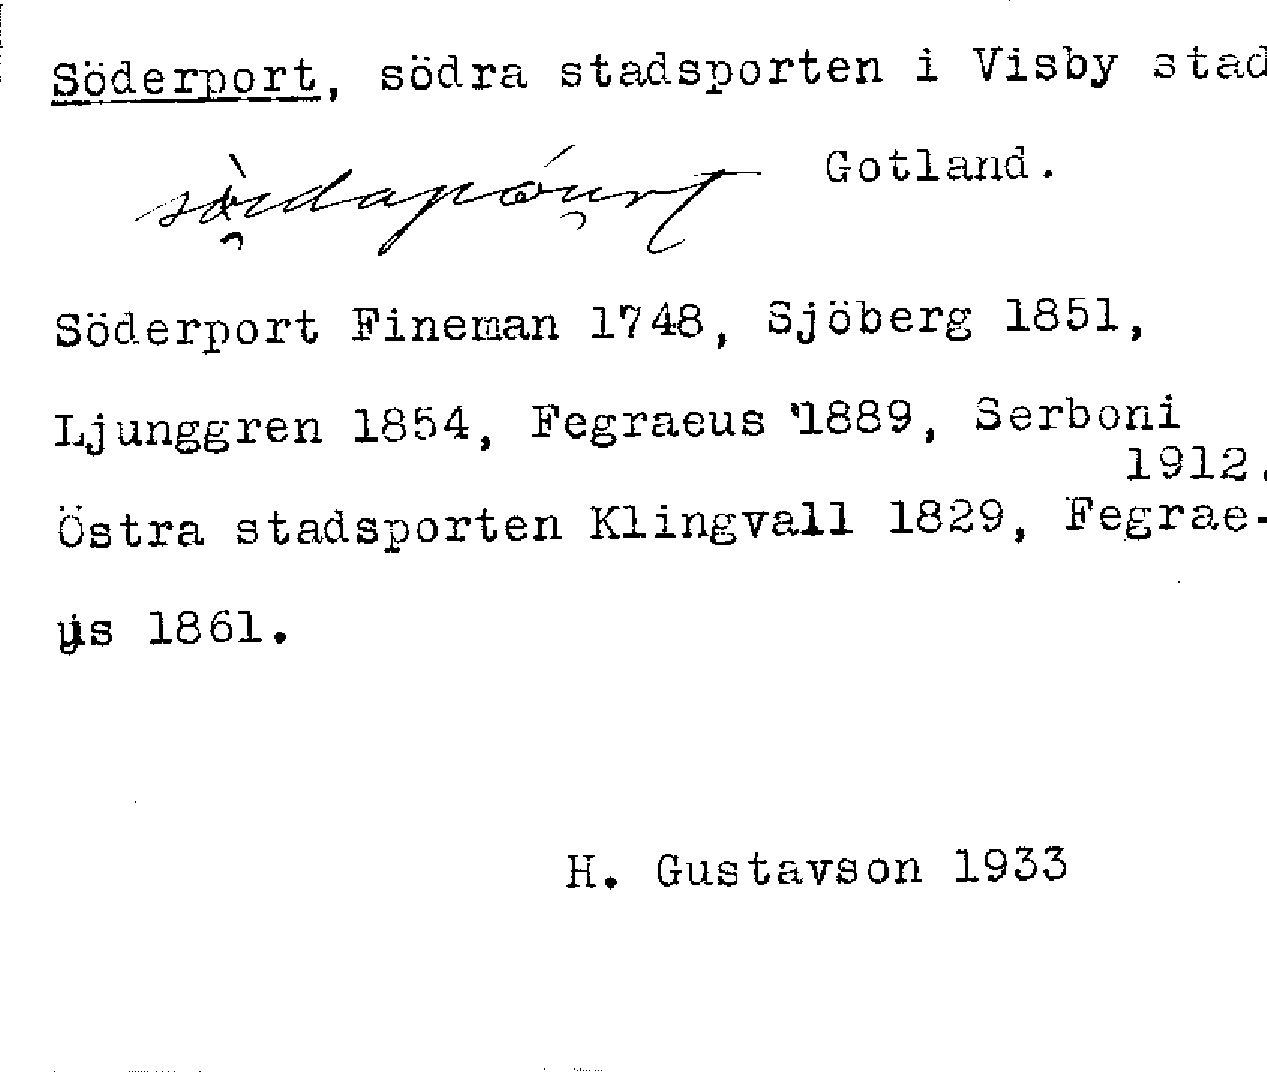 Söderport, södra stadsporten i Visby stad
Gotland.
Söderport Fineman 1748, Sjöberg 1851,
Ljunggren 1854, Fegraeus 1889, Serboni
1912.
Östra stadsporten Klingvall 1829, Fegrae-
us 1861.
H. Gustavson 1933